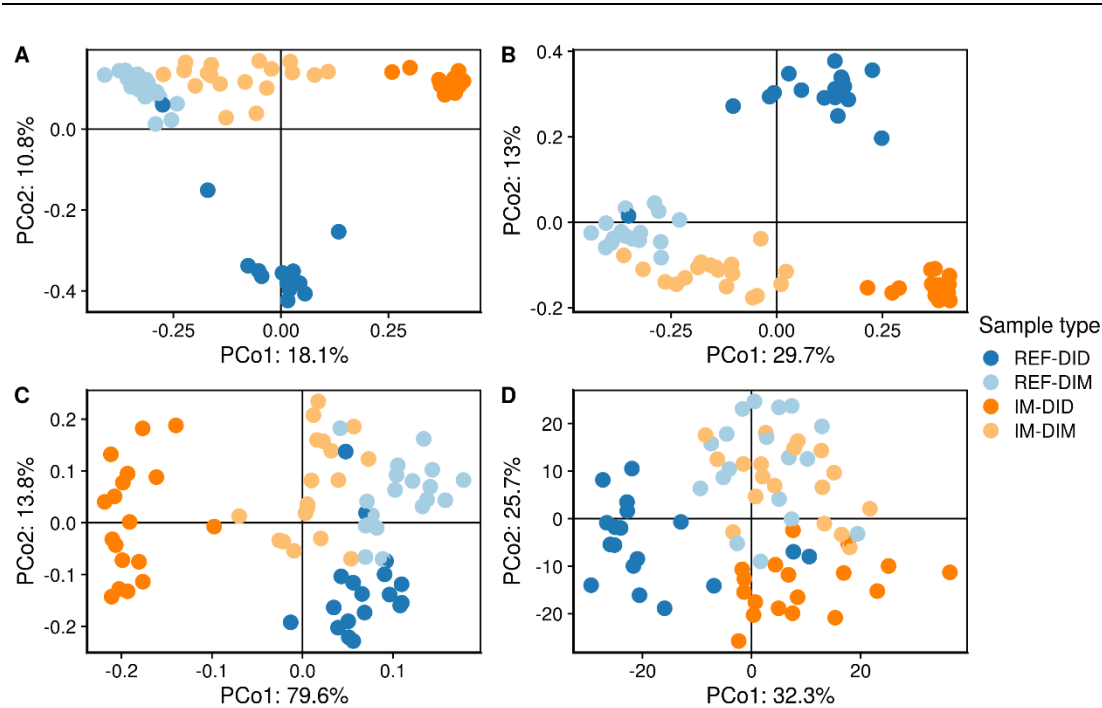 A
0.0
-0.2
-0.4
PCo2: 10.8%
-0.25
0.00
0.25
PCo1: 18.1%
B
0.4
0.2
0.0
-0.2
PCo2: 13%
-0.25
0.00
0.25
PCo1: 29.7%
C
0.2
0.1
0.0
-0.1
-0.2
PCo2: 13.8%
-0.2
-0.1
0.0
0.1
PCo1: 79.6%
D
20
10
0
-10
-20
PCo2: 25.7%
-20
0
20
PCo1: 32.3%
Sample type
REF-DID
REF-DIM
IM-DID
IM-DIM